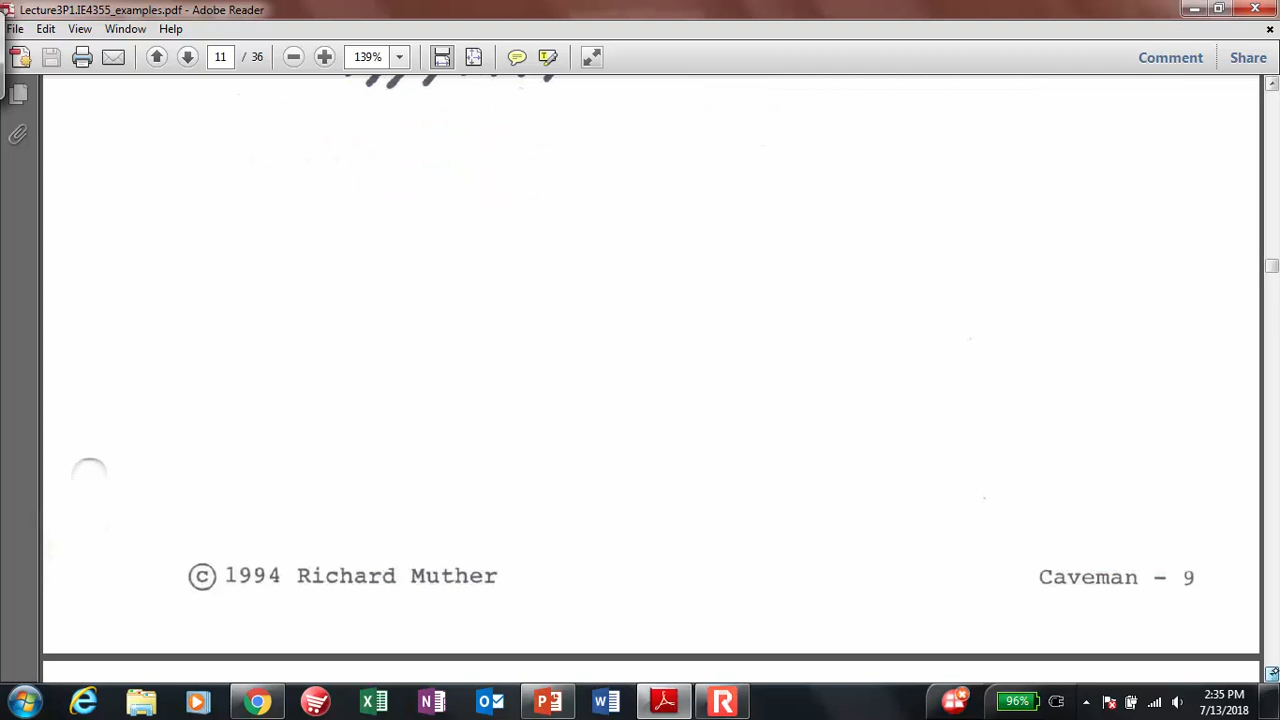 Lecture3P1.IE4355_examples.pdf - Adobe Reader
File Edit View Window Help
11 / 36 139% Comment Share
© 1994 Richard Muther Caveman - 9
96% 2:35 PM
7/13/2018